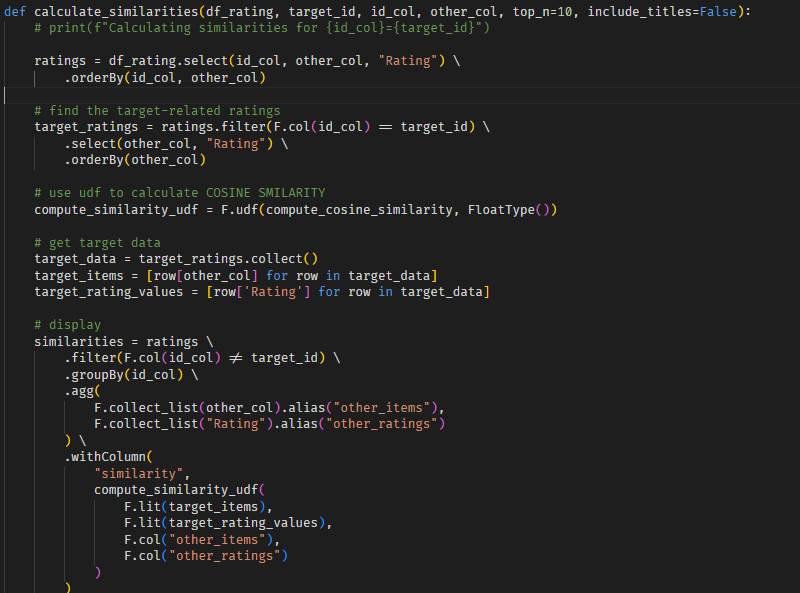 def calculate_similarities(df_rating, target_id, id_col, other_col, top_n=10, include_titles=False):
# print(f"Calculating similarities for {id_col}={target_id}")
ratings = df_rating.select(id_col, other_col, "Rating") \
.orderBy(id_col, other_col)
# find the target-related ratings
target_ratings = ratings.filter(F.col(id_col) == target_id) \
.select(other_col, "Rating") \
.orderBy(other_col)
# use udf to calculate COSINE SMILARITY
compute_similarity_udf = F.udf(compute_cosine_similarity, FloatType())
# get target data
target_data = target_ratings.collect()
target_items = [row[other_col] for row in target_data]
target_rating_values = [row['Rating'] for row in target_data]
# display
similarities = ratings \
.filter(F.col(id_col) != target_id) \
.groupBy(id_col) \
.agg(
F.collect_list(other_col).alias("other_items"),
F.collect_list("Rating").alias("other_ratings")
) \
.withColumn(
"similarity",
compute_similarity_udf(
F.lit(target_items),
F.lit(target_rating_values),
F.col("other_items"),
F.col("other_ratings")
)
)